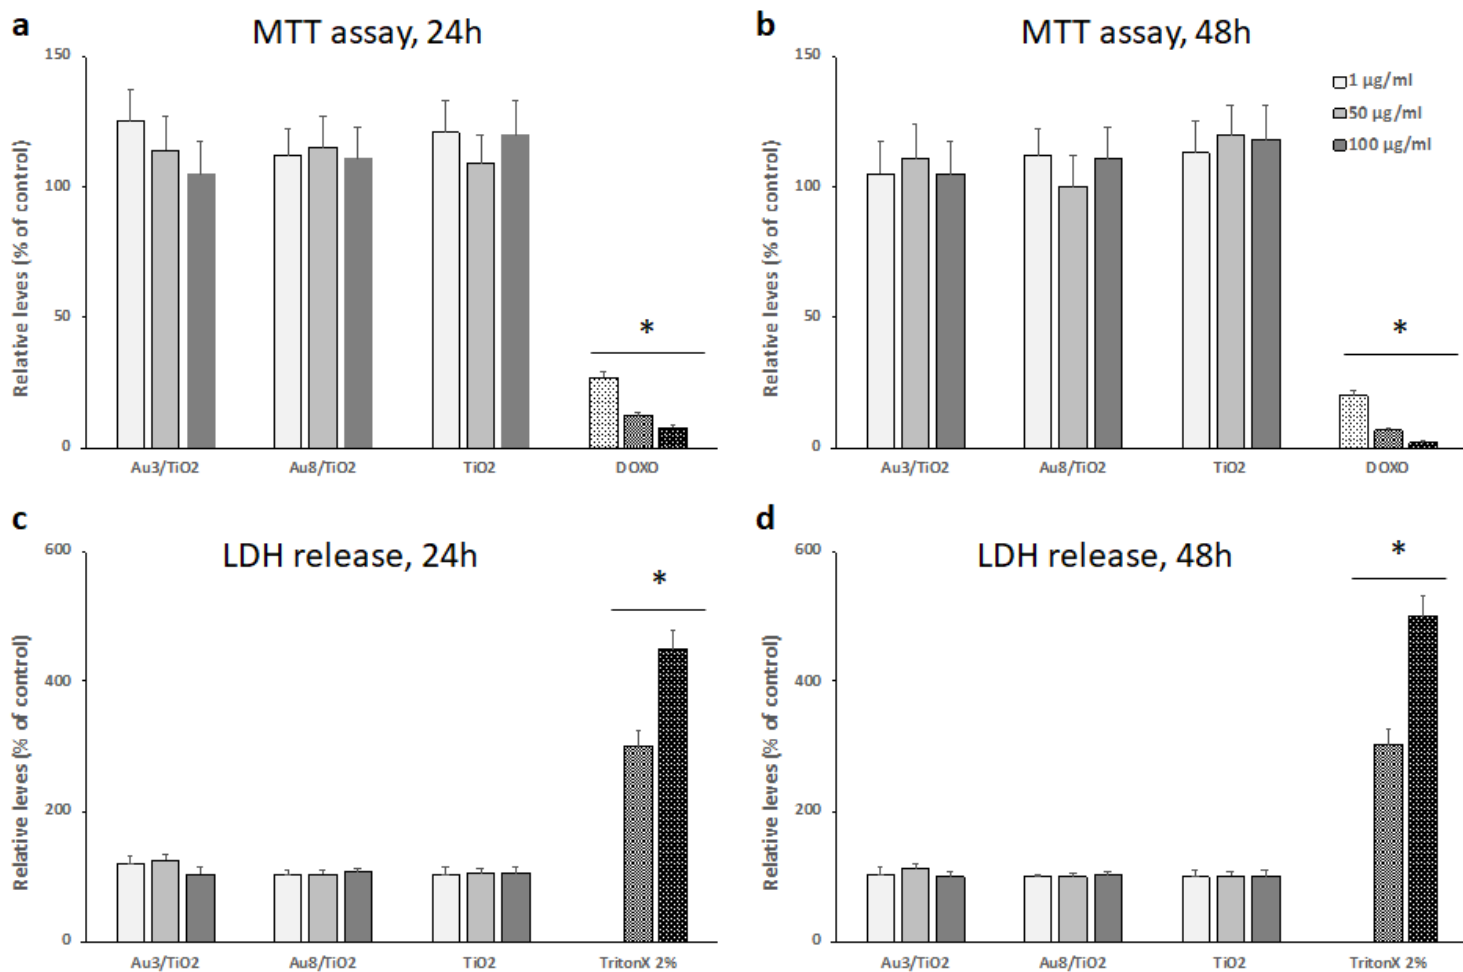 a
MTT assay, 24h
Relative leves (% of control)
150
100
50
0
Au3/TiO2 Au8/TiO2 TiO2 DOXO
*
b
MTT assay, 48h
Relative leves (% of control)
150
100
50
0
1 µg/ml
50 µg/ml
100 µg/ml
*
Au3/TiO2 Au8/TiO2 TiO2 DOXO
c
LDH release, 24h
Relative leves (% of control)
600
400
200
0
*
Au3/TiO2 Au8/TiO2 TiO2 TritonX 2%
d
LDH release, 48h
Relative leves (% of control)
600
400
200
0
*
Au3/TiO2 Au8/TiO2 TiO2 TritonX 2%